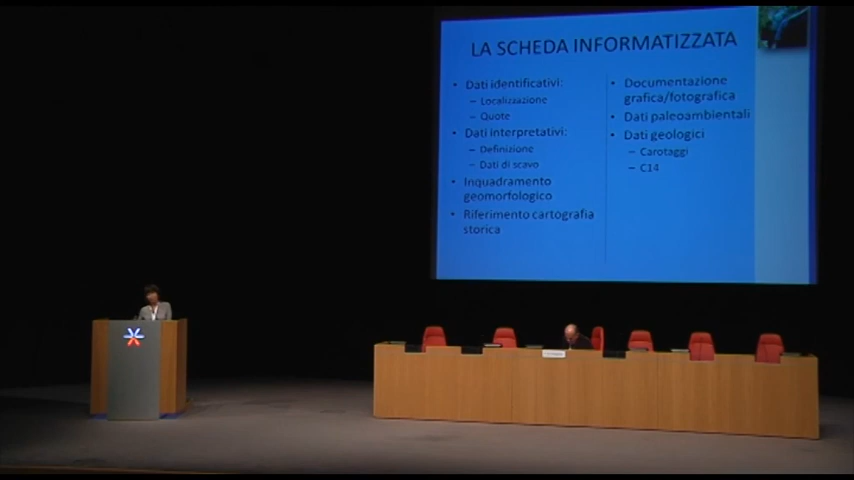 LA SCHEDA INFORMATIZZATA
• Dati identificativi:
– Localizzazione
– Quote
• Dati interpretativi:
– Definizione
– Dati di scavo
• Inquadramento
geomorfologico
• Riferimento cartografia
storica
• Documentazione
grafica/fotografica
• Dati paleoambientali
• Dati geologici
– Carotaggi
– C14